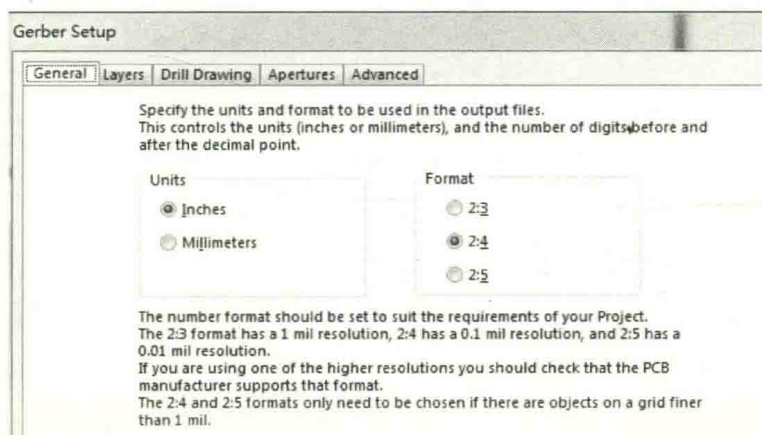 Gerber Setup
General Layers Drill Drawing Apertures Advanced
Specify the units and format to be used in the output files.
This controls the units (inches or millimeters), and the number of digits before and
after the decimal point.
Units Format
Inches 2:3
Millimeters 2:4
2:5
The number format should be set to suit the requirements of your Project.
The 2:3 format has a 1 mil resolution, 2:4 has a 0.1 mil resolution, and 2:5 has a
0.01 mil resolution.
If you are using one of the higher resolutions you should check that the PCB
manufacturer supports that format.
The 2:4 and 2:5 formats only need to be chosen if there are objects on a grid finer
than 1 mil.